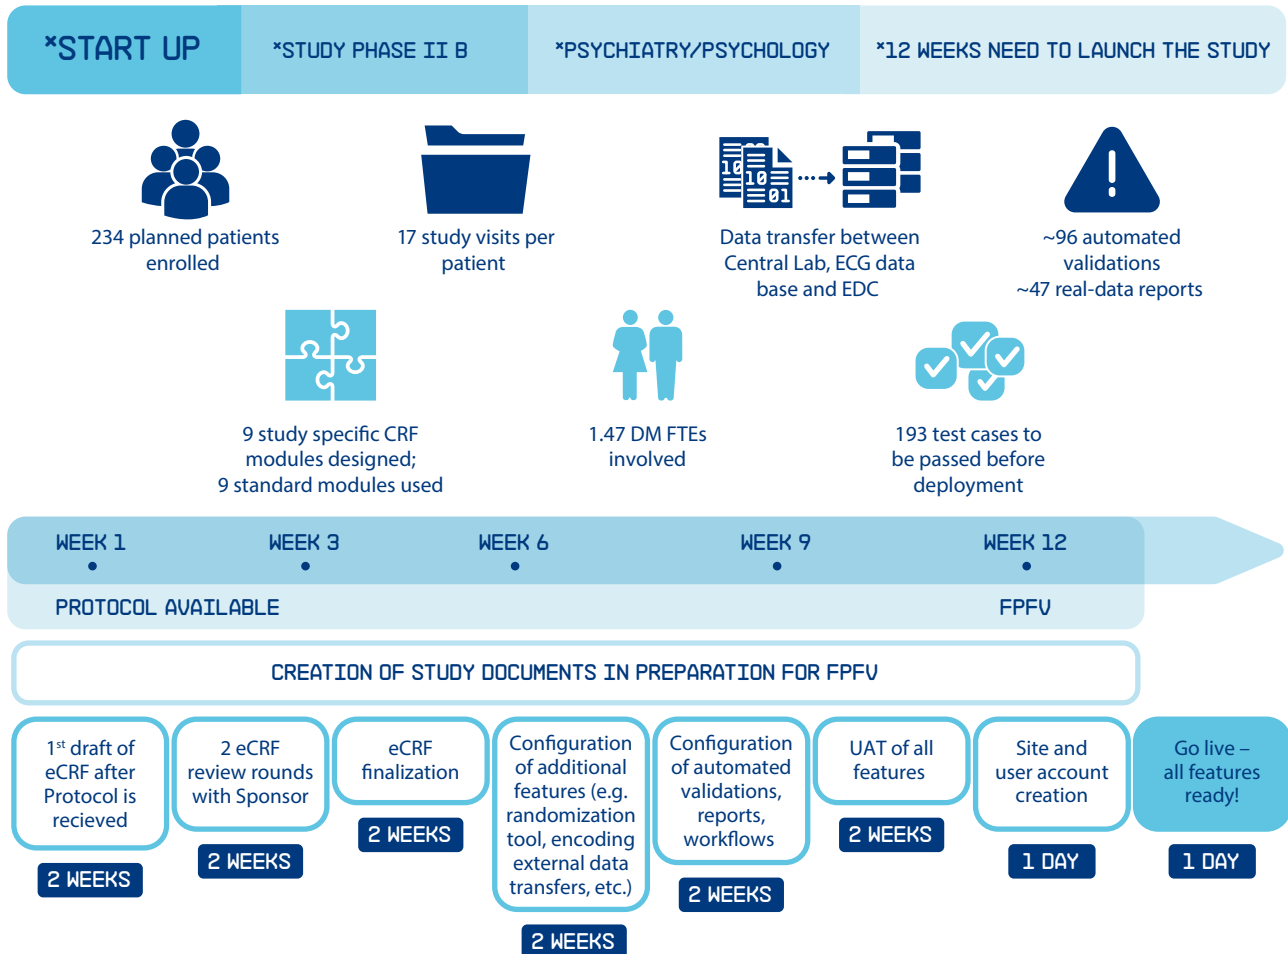 *START UP
*STUDY PHASE II B
*PSYCHIATRY/PSYCHOLOGY
*12 WEEKS NEED TO LAUNCH THE STUDY
234 planned patients
enrolled
17 study visits per
patient
10
10
01
Data transfer between
Central Lab, ECG data
base and EDC
~96 automated
validations
~47 real-data reports
9 study specific CRF
modules designed;
9 standard modules used
1.47 DM FTEs
involved
193 test cases to
be passed before
deployment
WEEK 1
WEEK 3
WEEK 6
WEEK 9
WEEK 12
PROTOCOL AVAILABLE
FPFV
CREATION OF STUDY DOCUMENTS IN PREPARATION FOR FPFV
1st draft of
eCRF after
Protocol is
recieved
2 WEEKS
2 eCRF
review rounds
with Sponsor
2 WEEKS
eCRF
finalization
2 WEEKS
Configuration
of additional
features (e.g.
randomization
tool, encoding
external data
transfers, etc.)
2 WEEKS
Configuration
of automated
validations,
reports,
workflows
2 WEEKS
UAT of all
features
2 WEEKS
Site and
user account
creation
1 DAY
Go live –
all features
ready!
1 DAY